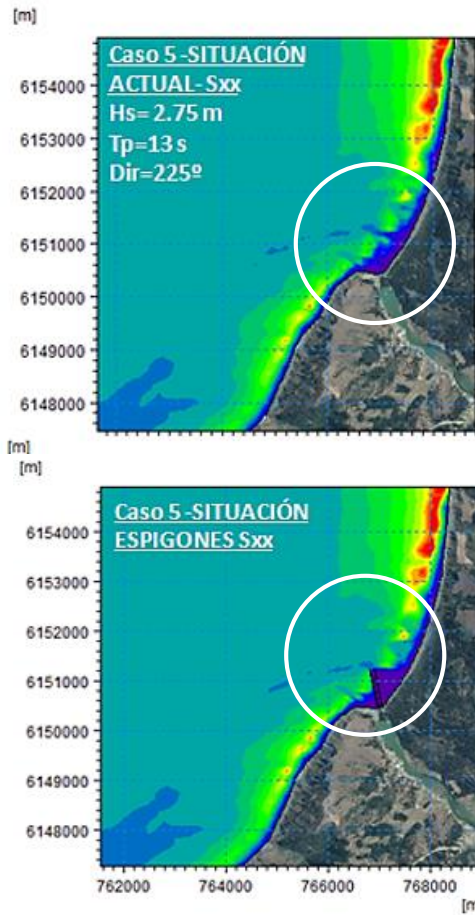 [m]
Caso 5 -SITUACIÓN
ACTUAL- Sxx
Hs= 2.75 m
Tp=13 s
Dir=225º
6154000
6153000
6152000
6151000
6150000
6149000
6148000
[m]
[m]
Caso 5 -SITUACIÓN
ESPIGONES Sxx
6154000
6153000
6152000
6151000
6150000
6149000
6148000
762000 764000 766000 768000